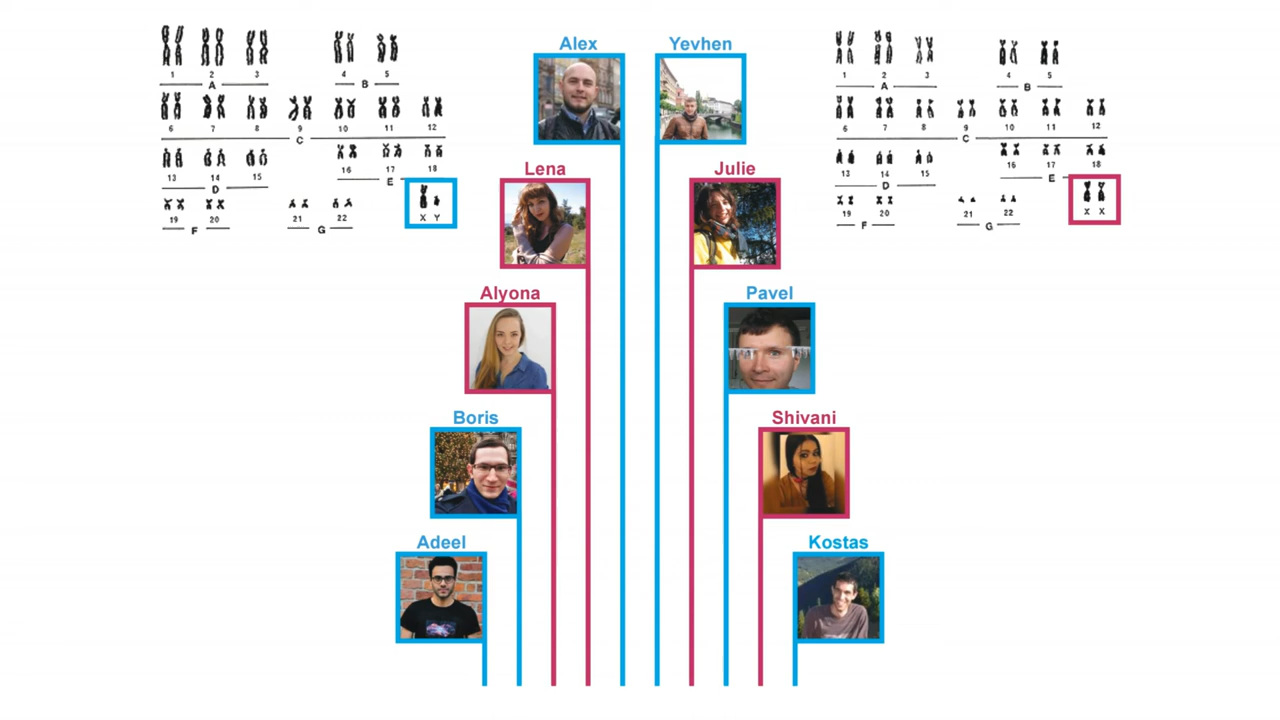 Alex
Yevhen
Lena
Julie
Alyona
Pavel
Boris
Shivani
Adeel
Kostas
1 2 3 4 5
A B
6 7 8 9 10 11 12
C
13 14 15 16 17 18
D E
19 20 21 22 X Y
F G
1 2 3 4 5
A B
6 7 8 9 10 11 12
C
13 14 15 16 17 18
D E
19 20 21 22 X X
F G